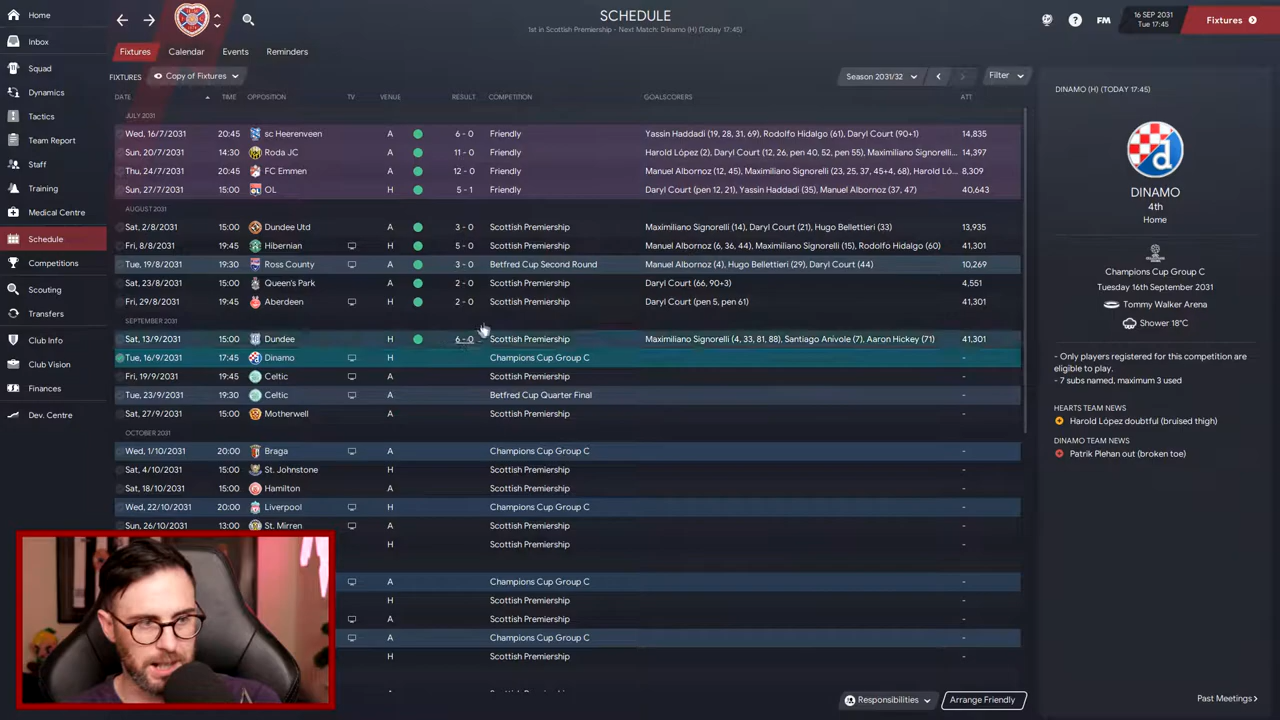 Home
Inbox
Squad
Dynamics
Tactics
Team Report
Staff
Training
Medical Centre
Schedule
Competitions
Scouting
Transfers
Club Info
Club Vision
Finances
Dev. Centre
SCHEDULE
1st in Scottish Premiership - Next Match: Dinamo (H) (Today 17:45)
FM
16 SEP 2031
Tue 17:45
Fixtures
Fixtures Calendar Events Reminders
FIXTURES Copy of Fixtures Season 2031/32 Filter
DATE TIME OPPOSITION TV VENUE RESULT COMPETITION GOALSCORERS ATT
JULY 2031
Wed, 16/7/2031 20:45 sc Heerenveen A 6 - 0 Friendly Yassin Haddadi (19, 28, 31, 69), Rodolfo Hidalgo (61), Daryl Court (90+1) 14,835
Sun, 20/7/2031 14:30 Roda JC A 11 - 1 Friendly Harold López (2), Daryl Court (12, 26, pen 40, 52, pen 55), Maximiliano Signorelli... 14,397
Thu, 24/7/2031 20:45 FC Emmen A 12 - 0 Friendly Manuel Albornoz (12, 45), Maximiliano Signorelli (23, 25, 37, 45+4, 68), Harold Ló... 8,309
Sun, 27/7/2031 15:00 OL H 5 - 1 Friendly Daryl Court (pen 12, 21), Yassin Haddadi (35), Manuel Albornoz (37, 47) 40,643
AUGUST 2031
Sat, 2/8/2031 15:00 Dundee Utd A 3 - 0 Scottish Premiership Maximiliano Signorelli (14), Daryl Court (21), Hugo Bellettieri (33) 13,935
Fri, 8/8/2031 19:45 Hibernian H 5 - 0 Scottish Premiership Manuel Albornoz (3, 36, 44), Maximiliano Signorelli (15), Rodolfo Hidalgo (60) 41,301
Tue, 19/8/2031 19:30 Ross County A 3 - 0 Betfred Cup Second Round Manuel Albornoz (4), Hugo Bellettieri (29), Daryl Court (44) 10,269
Sat, 23/8/2031 15:00 Queen's Park A 2 - 0 Scottish Premiership Daryl Court (66, 90+3) 4,551
Fri, 29/8/2031 19:45 Aberdeen H 2 - 0 Scottish Premiership Daryl Court (pen 5, pen 61) 41,301
SEPTEMBER 2031
Sat, 13/9/2031 15:00 Dundee H 6 - 0 Scottish Premiership Maximiliano Signorelli (4, 33, 81, 88), Santiago Anivole (7), Aaron Hickey (71) 41,301
Tue, 16/9/2031 17:45 Dinamo H Champions Cup Group C -
Fri, 19/9/2031 19:45 Celtic A Scottish Premiership -
Tue, 23/9/2031 19:30 Celtic A Betfred Cup Quarter Final -
Sat, 27/9/2031 15:00 Motherwell A Scottish Premiership -
OCTOBER 2031
Wed, 1/10/2031 20:00 Braga A Champions Cup Group C -
Sat, 4/10/2031 15:00 St. Johnstone H Scottish Premiership -
Sat, 18/10/2031 15:00 Hamilton A Scottish Premiership -
Wed, 22/10/2031 20:00 Liverpool H Champions Cup Group C -
Sun, 26/10/2031 13:00 St. Mirren A Scottish Premiership -
H Scottish Premiership -
A Champions Cup Group C -
H Scottish Premiership -
A Scottish Premiership -
A Champions Cup Group C -
H Scottish Premiership -
Responsibilities Arrange Friendly
DINAMO (H) (TODAY 17:45)
DINAMO
4th
Home
Champions Cup Group C
Tuesday 16th September 2031
Tommy Walker Arena
Shower 18°C
- Only players registered for this competition are
eligible to play.
- 7 subs named, maximum 3 used
HEARTS TEAM NEWS
Harold López doubtful (bruised thigh)
DINAMO TEAM NEWS
Patrik Plehan out (broken toe)
Past Meetings >